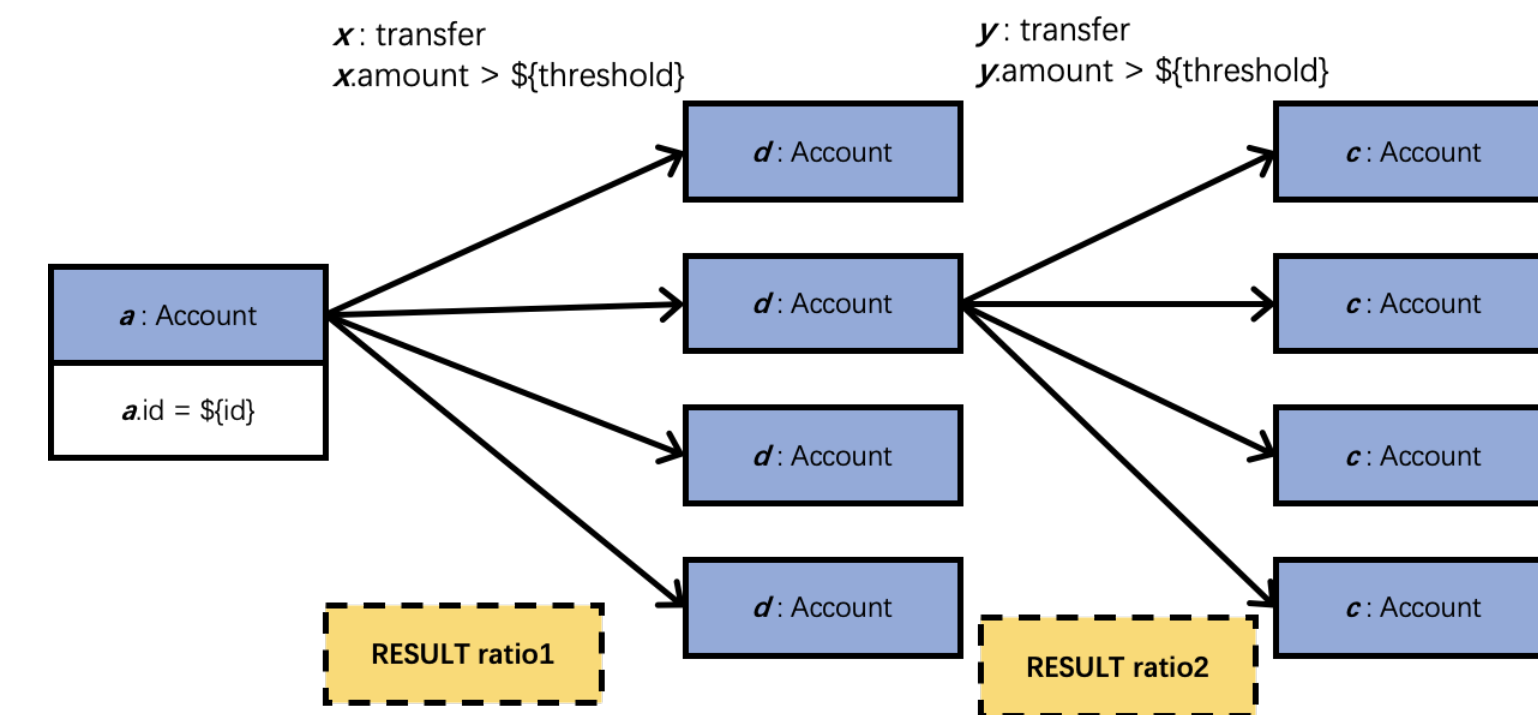 x : transfer
x.amount > ${threshold}
y : transfer
y.amount > ${threshold}
d : Account
c : Account
a : Account
a.id = ${id}
d : Account
c : Account
d : Account
c : Account
d : Account
c : Account
RESULT ratio1
RESULT ratio2